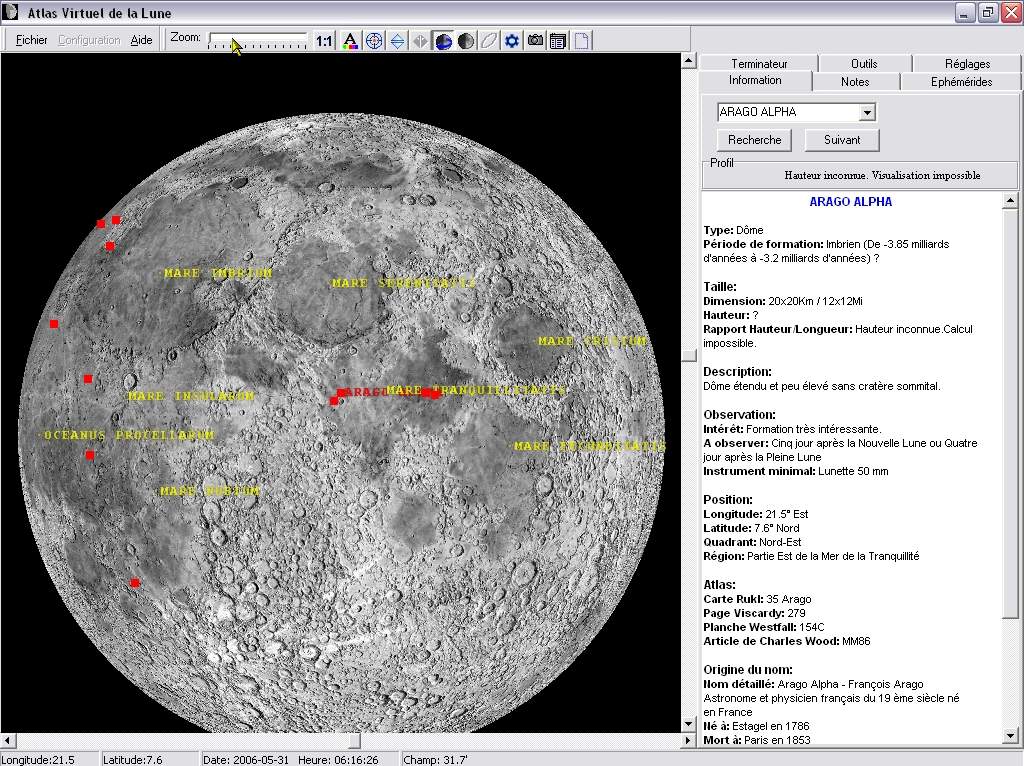 Atlas Virtuel de la Lune
Fichier Configuration Aide Zoom: 1:1 A
Terminateur Outils Réglages
Information Notes Ephémérides
ARAGO ALPHA
Recherche Suivant
Profil
Hauteur inconnue. Visualisation impossible
ARAGO ALPHA
Type: Dôme
Période de formation: Imbrien (De -3.85 milliards
d'années à -3.2 milliards d'années) ?
Taille:
Dimension: 20x20Km / 12x12Mi
Hauteur: ?
Rapport Hauteur/Longueur: Hauteur inconnue.Calcul
impossible.
Description:
Dôme étendu et peu élevé sans cratère sommital.
Observation:
Intérêt: Formation très intéressante.
A observer: Cinq jour après la Nouvelle Lune ou Quatre
jour après la Pleine Lune
Instrument minimal: Lunette 50 mm
Position:
Longitude: 21.5° Est
Latitude: 7.6° Nord
Quadrant: Nord-Est
Région: Partie Est de la Mer de la Tranquillité
Atlas:
Carte Rukl: 35 Arago
Page Viscardy: 279
Planche Westfall: 154C
Article de Charles Wood: MM86
Origine du nom:
Nom détaillé: Arago Alpha - François Arago
Astronome et physicien français du 19 ème siècle né
en France
Né à: Estagel en 1786
Mort à: Paris en 1853
MARE IMBRIUM
MARE SERENITATIS
MARE CRISIUM
ARAGO MARE TRANQUILLITATIS
MARE INSULARUM
OCEANUS PROCELLARUM
MARE FECUNDITATIS
MARE NUBIUM
Longitude:21.5 Latitude:7.6 Date: 2006-05-31 Heure: 06:16:26 Champ: 31.7'